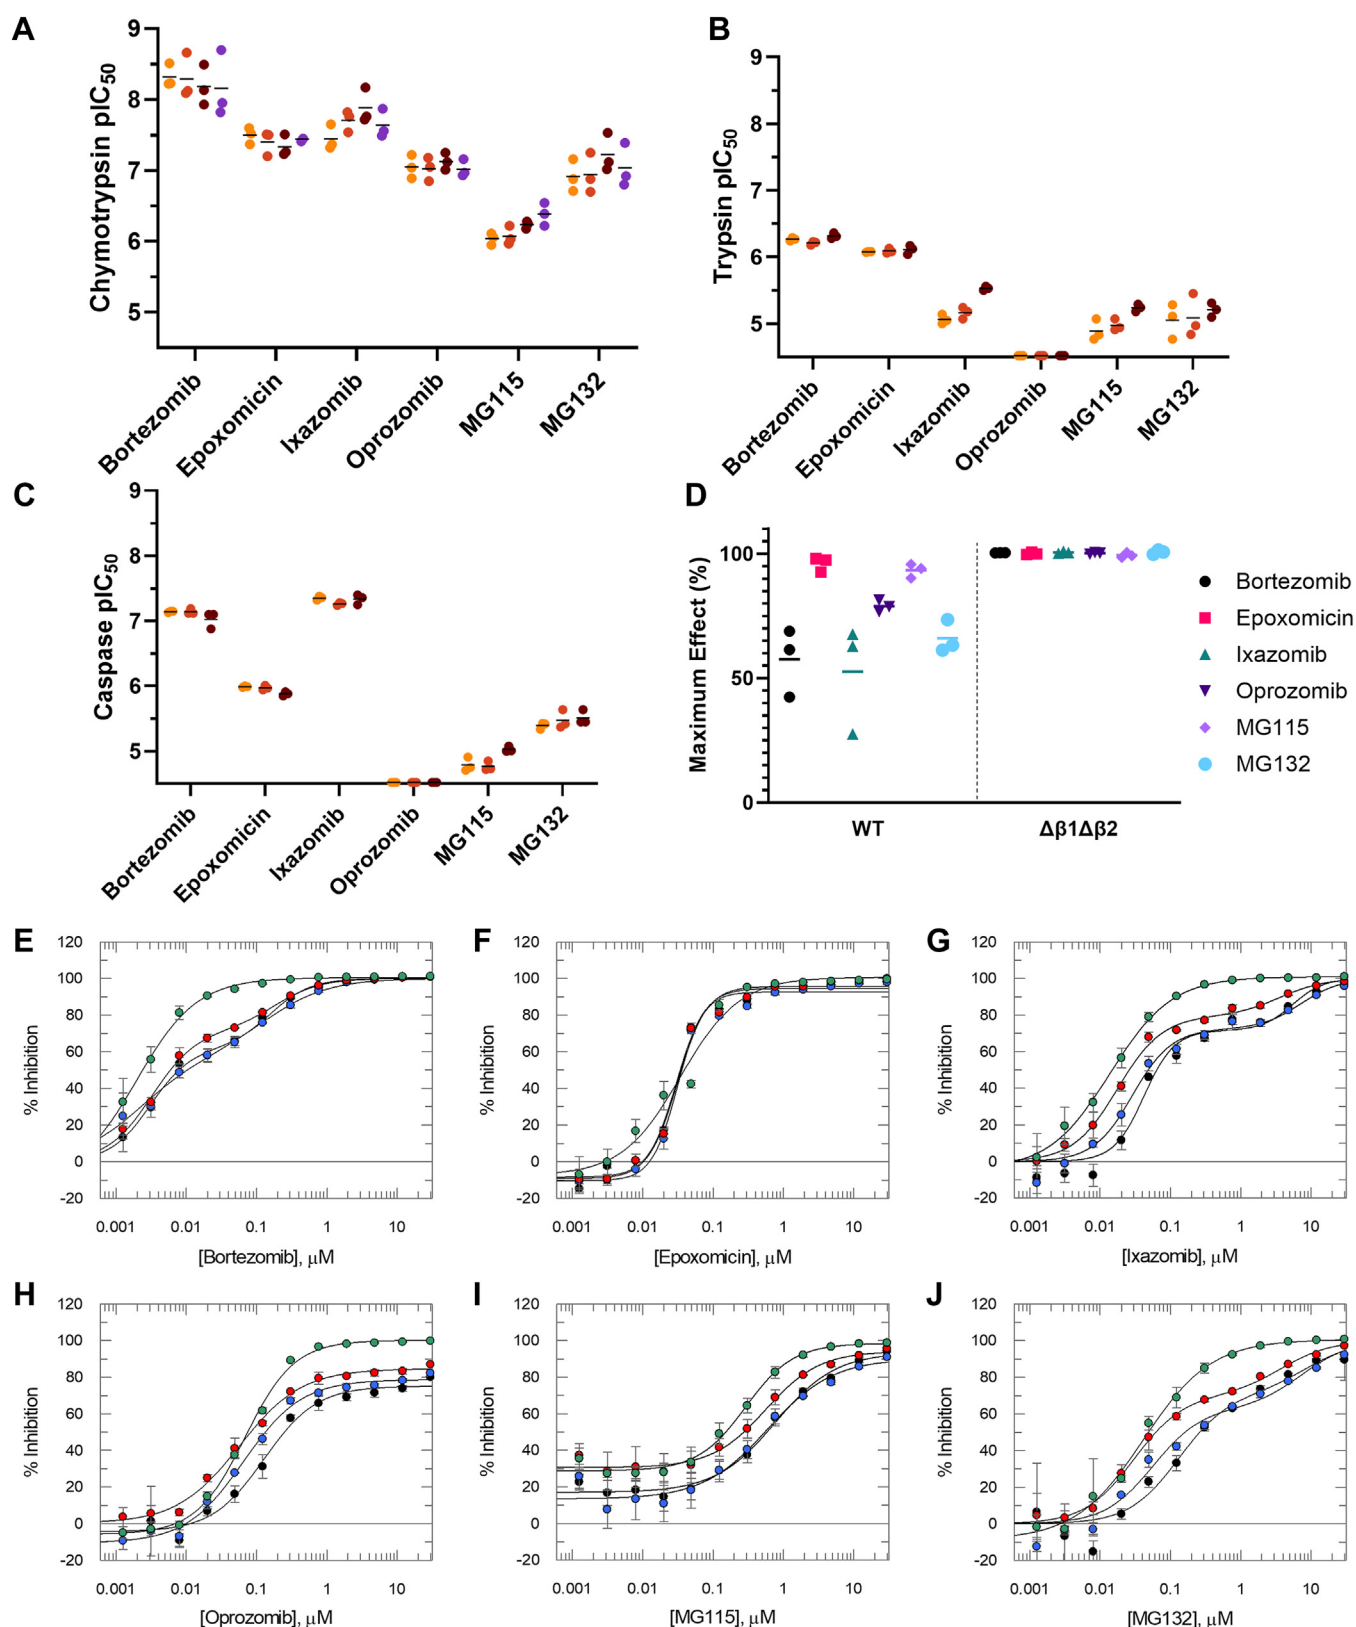 A
Chymotrypsin pIC50
9
8
7
6
5
Bortezomib
Epoxomicin
Ixazomib
Oprozomib
MG115
MG132
B
Trypsin pIC50
9
8
7
6
5
Bortezomib
Epoxomicin
Ixazomib
Oprozomib
MG115
MG132
C
Caspase pIC50
9
8
7
6
5
Bortezomib
Epoxomicin
Ixazomib
Oprozomib
MG115
MG132
D
Maximum Effect (%)
100
50
0
WT
Δβ1Δβ2
Bortezomib
Epoxomicin
Ixazomib
Oprozomib
MG115
MG132
E
% Inhibition
120
100
80
60
40
20
0
-20
0.001 0.01 0.1 1 10
[Bortezomib], μM
F
% Inhibition
120
100
80
60
40
20
0
-20
0.001 0.01 0.1 1 10
[Epoxomicin], μM
G
% Inhibition
120
100
80
60
40
20
0
-20
0.001 0.01 0.1 1 10
[Ixazomib], μM
H
% Inhibition
120
100
80
60
40
20
0
-20
0.001 0.01 0.1 1 10
[Oprozomib], μM
I
% Inhibition
120
100
80
60
40
20
0
-20
0.001 0.01 0.1 1 10
[MG115], μM
J
% Inhibition
120
100
80
60
40
20
0
-20
0.001 0.01 0.1 1 10
[MG132], μM